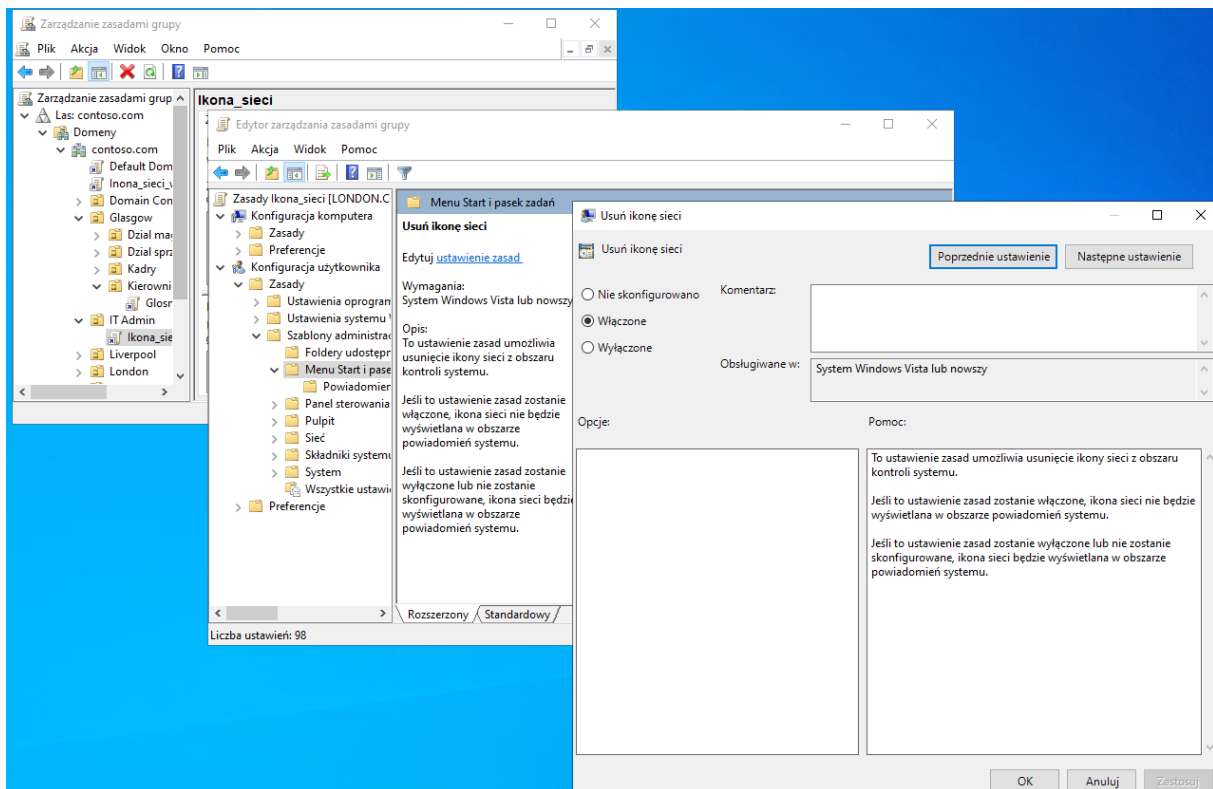 Zarządzanie zasadami grupy
Plik Akcja Widok Okno Pomoc
Zarządzanie zasadami grup
Las: contoso.com
Domeny
contoso.com
Default Dom
Inona_sieci_
Domain Con
Glasgow
Dzial ma
Dzial sprz
Kadry
Kierowni
Glosn
IT Admin
Ikona_sie
Liverpool
London
Ikona_sieci
Edytor zarządzania zasadami grupy
Plik Akcja Widok Pomoc
Zasady Ikona_sieci [LONDON.C
Konfiguracja komputera
Zasady
Preferencje
Konfiguracja użytkownika
Zasady
Ustawienia oprogram
Ustawienia systemu
Szablony administrac
Foldery udostępr
Menu Start i pase
Powiadomier
Panel sterowania
Pulpit
Sieć
Składniki systemu
System
Wszystkie ustawi
Preferencje
Menu Start i pasek zadań
Usuń ikonę sieci
Edytuj ustawienie zasad
Wymagania:
System Windows Vista lub nowszy
Opis:
To ustawienie zasad umożliwia
usunięcie ikony sieci z obszaru
kontroli systemu.
Jeśli to ustawienie zasad zostanie
włączone, ikona sieci nie będzie
wyświetlana w obszarze
powiadomień systemu.
Jeśli to ustawienie zasad zostanie
wyłączone lub nie zostanie
skonfigurowane, ikona sieci będzie
wyświetlana w obszarze
powiadomień systemu.
Rozszerzony Standardowy
Liczba ustawień: 98
Usuń ikonę sieci
Usuń ikonę sieci
Poprzednie ustawienie Następne ustawienie
Nie skonfigurowano Komentarz:
Włączone
Wyłączone
Obsługiwane w: System Windows Vista lub nowszy
Opcje: Pomoc:
To ustawienie zasad umożliwia usunięcie ikony sieci z obszaru
kontroli systemu.
Jeśli to ustawienie zasad zostanie włączone, ikona sieci nie będzie
wyświetlana w obszarze powiadomień systemu.
Jeśli to ustawienie zasad zostanie wyłączone lub nie zostanie
skonfigurowane, ikona sieci będzie wyświetlana w obszarze
powiadomień systemu.
OK Anuluj Zastosuj